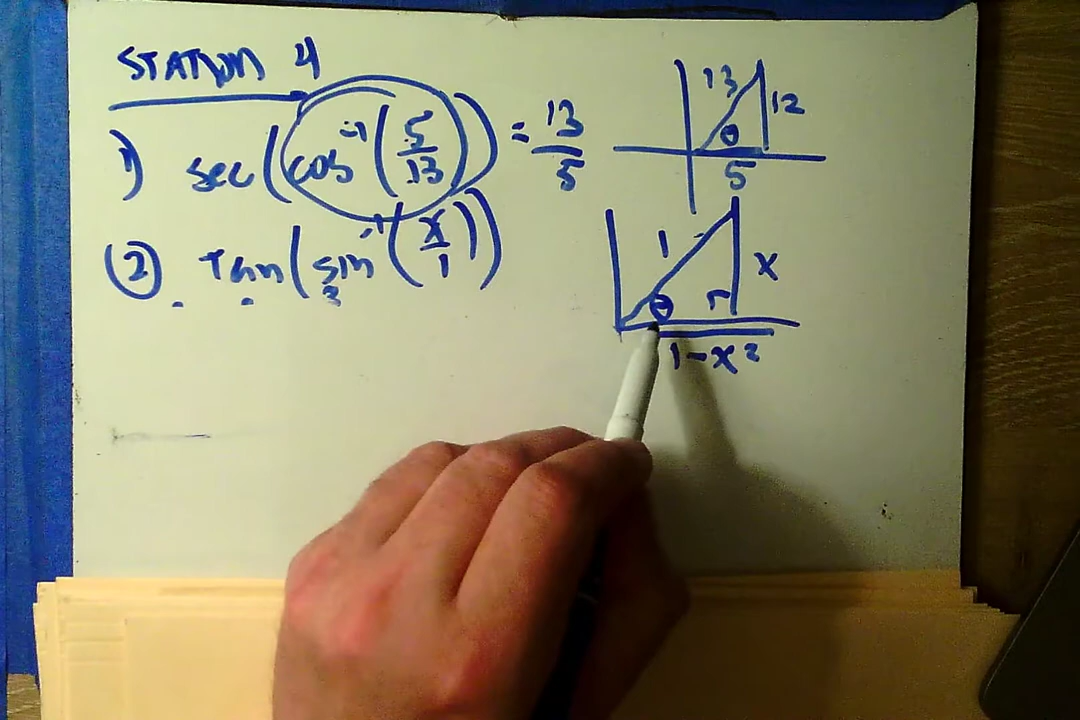 STATION 4
1) sec(cos⁻¹(5/13)) = 13/5
② Tan(sin⁻¹(x/1))
13
12
θ
5
1
x
θ
1-x²